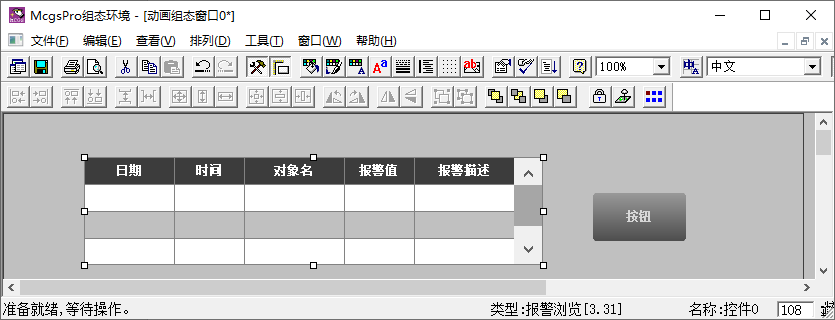 McgsPro组态环境 - [动画组态窗口0*]
文件(F) 编辑(E) 查看(V) 排列(D) 工具(T) 窗口(W) 帮助(H)
100% 中文
日期 时间 对象名 报警值 报警描述
按钮
准备就绪,等待操作。 类型:报警浏览[3.31] 名称:控件0 108